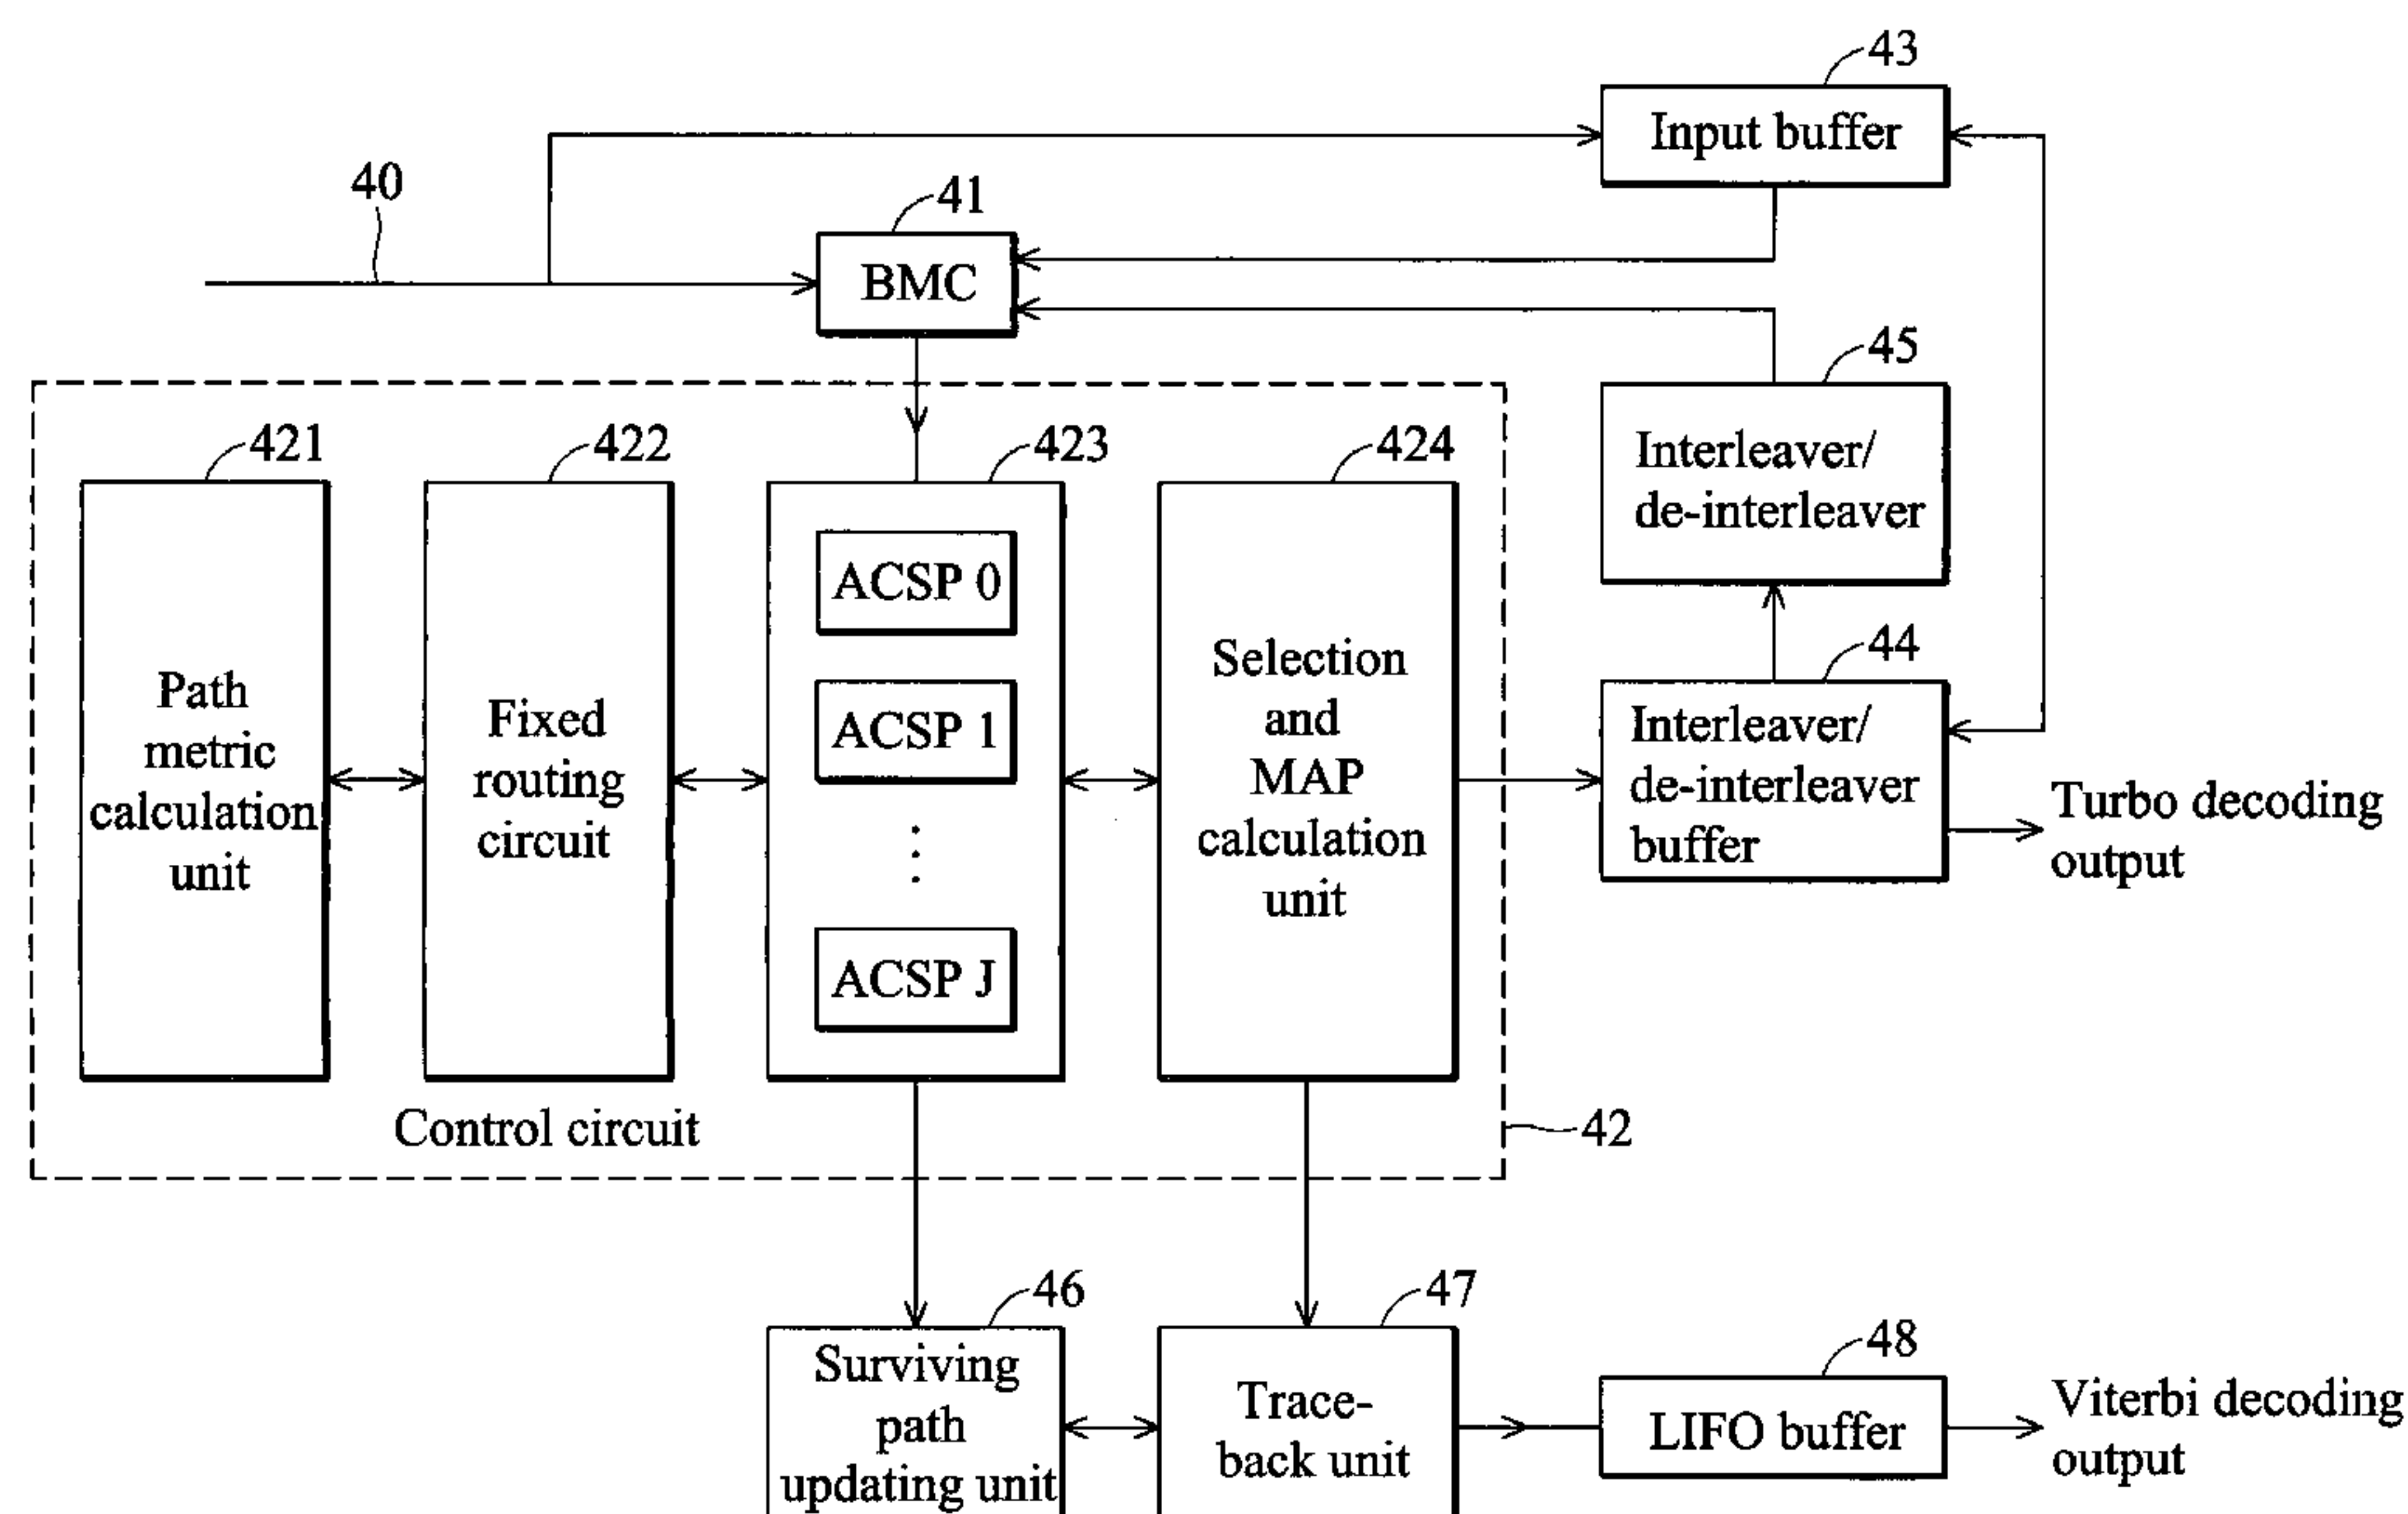 43
Input buffer
40
41
BMC
45
Interleaver/
de-interleaver
421
422
423
424
Path
metric
calculation
unit
Fixed
routing
circuit
ACSP 0
ACSP 1
ACSP J
Selection
and
MAP
calculation
unit
44
Interleaver/
de-interleaver
buffer
Turbo decoding
output
Control circuit
42
46
Surviving
path
updating unit
47
Trace-
back unit
48
LIFO buffer
Viterbi decoding
output